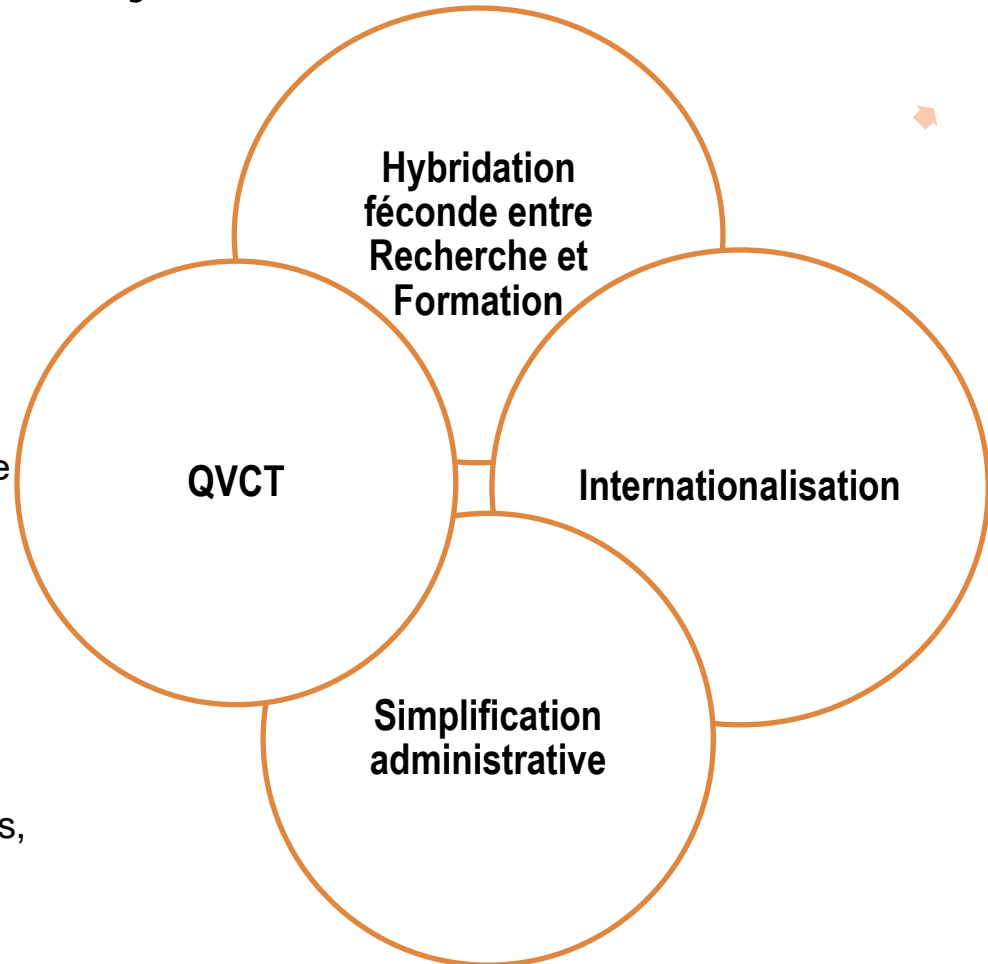 Hybridation
féconde entre
Recherche et
Formation
e
QVCT
Internationalisation
Simplification
administrative
s,